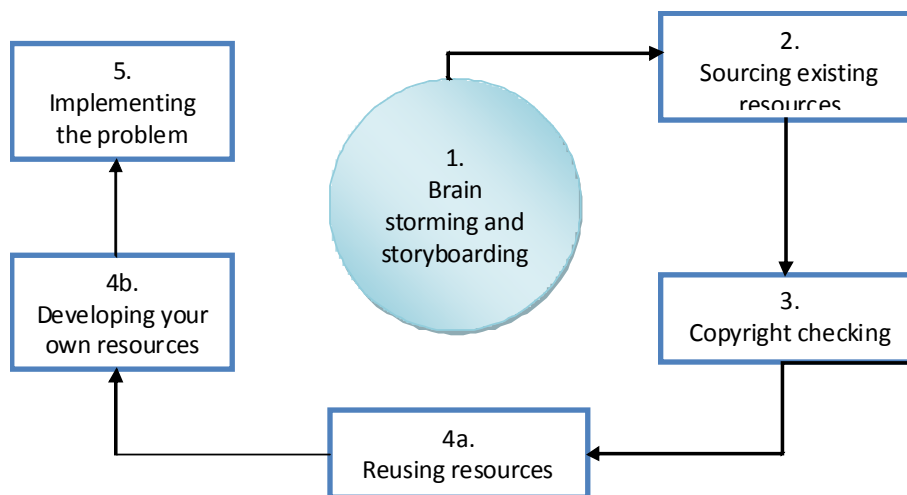 1.
Brain
storming and
storyboarding
2.
Sourcing existing
resources
3.
Copyright checking
4a.
Reusing resources
4b.
Developing your
own resources
5.
Implementing
the problem